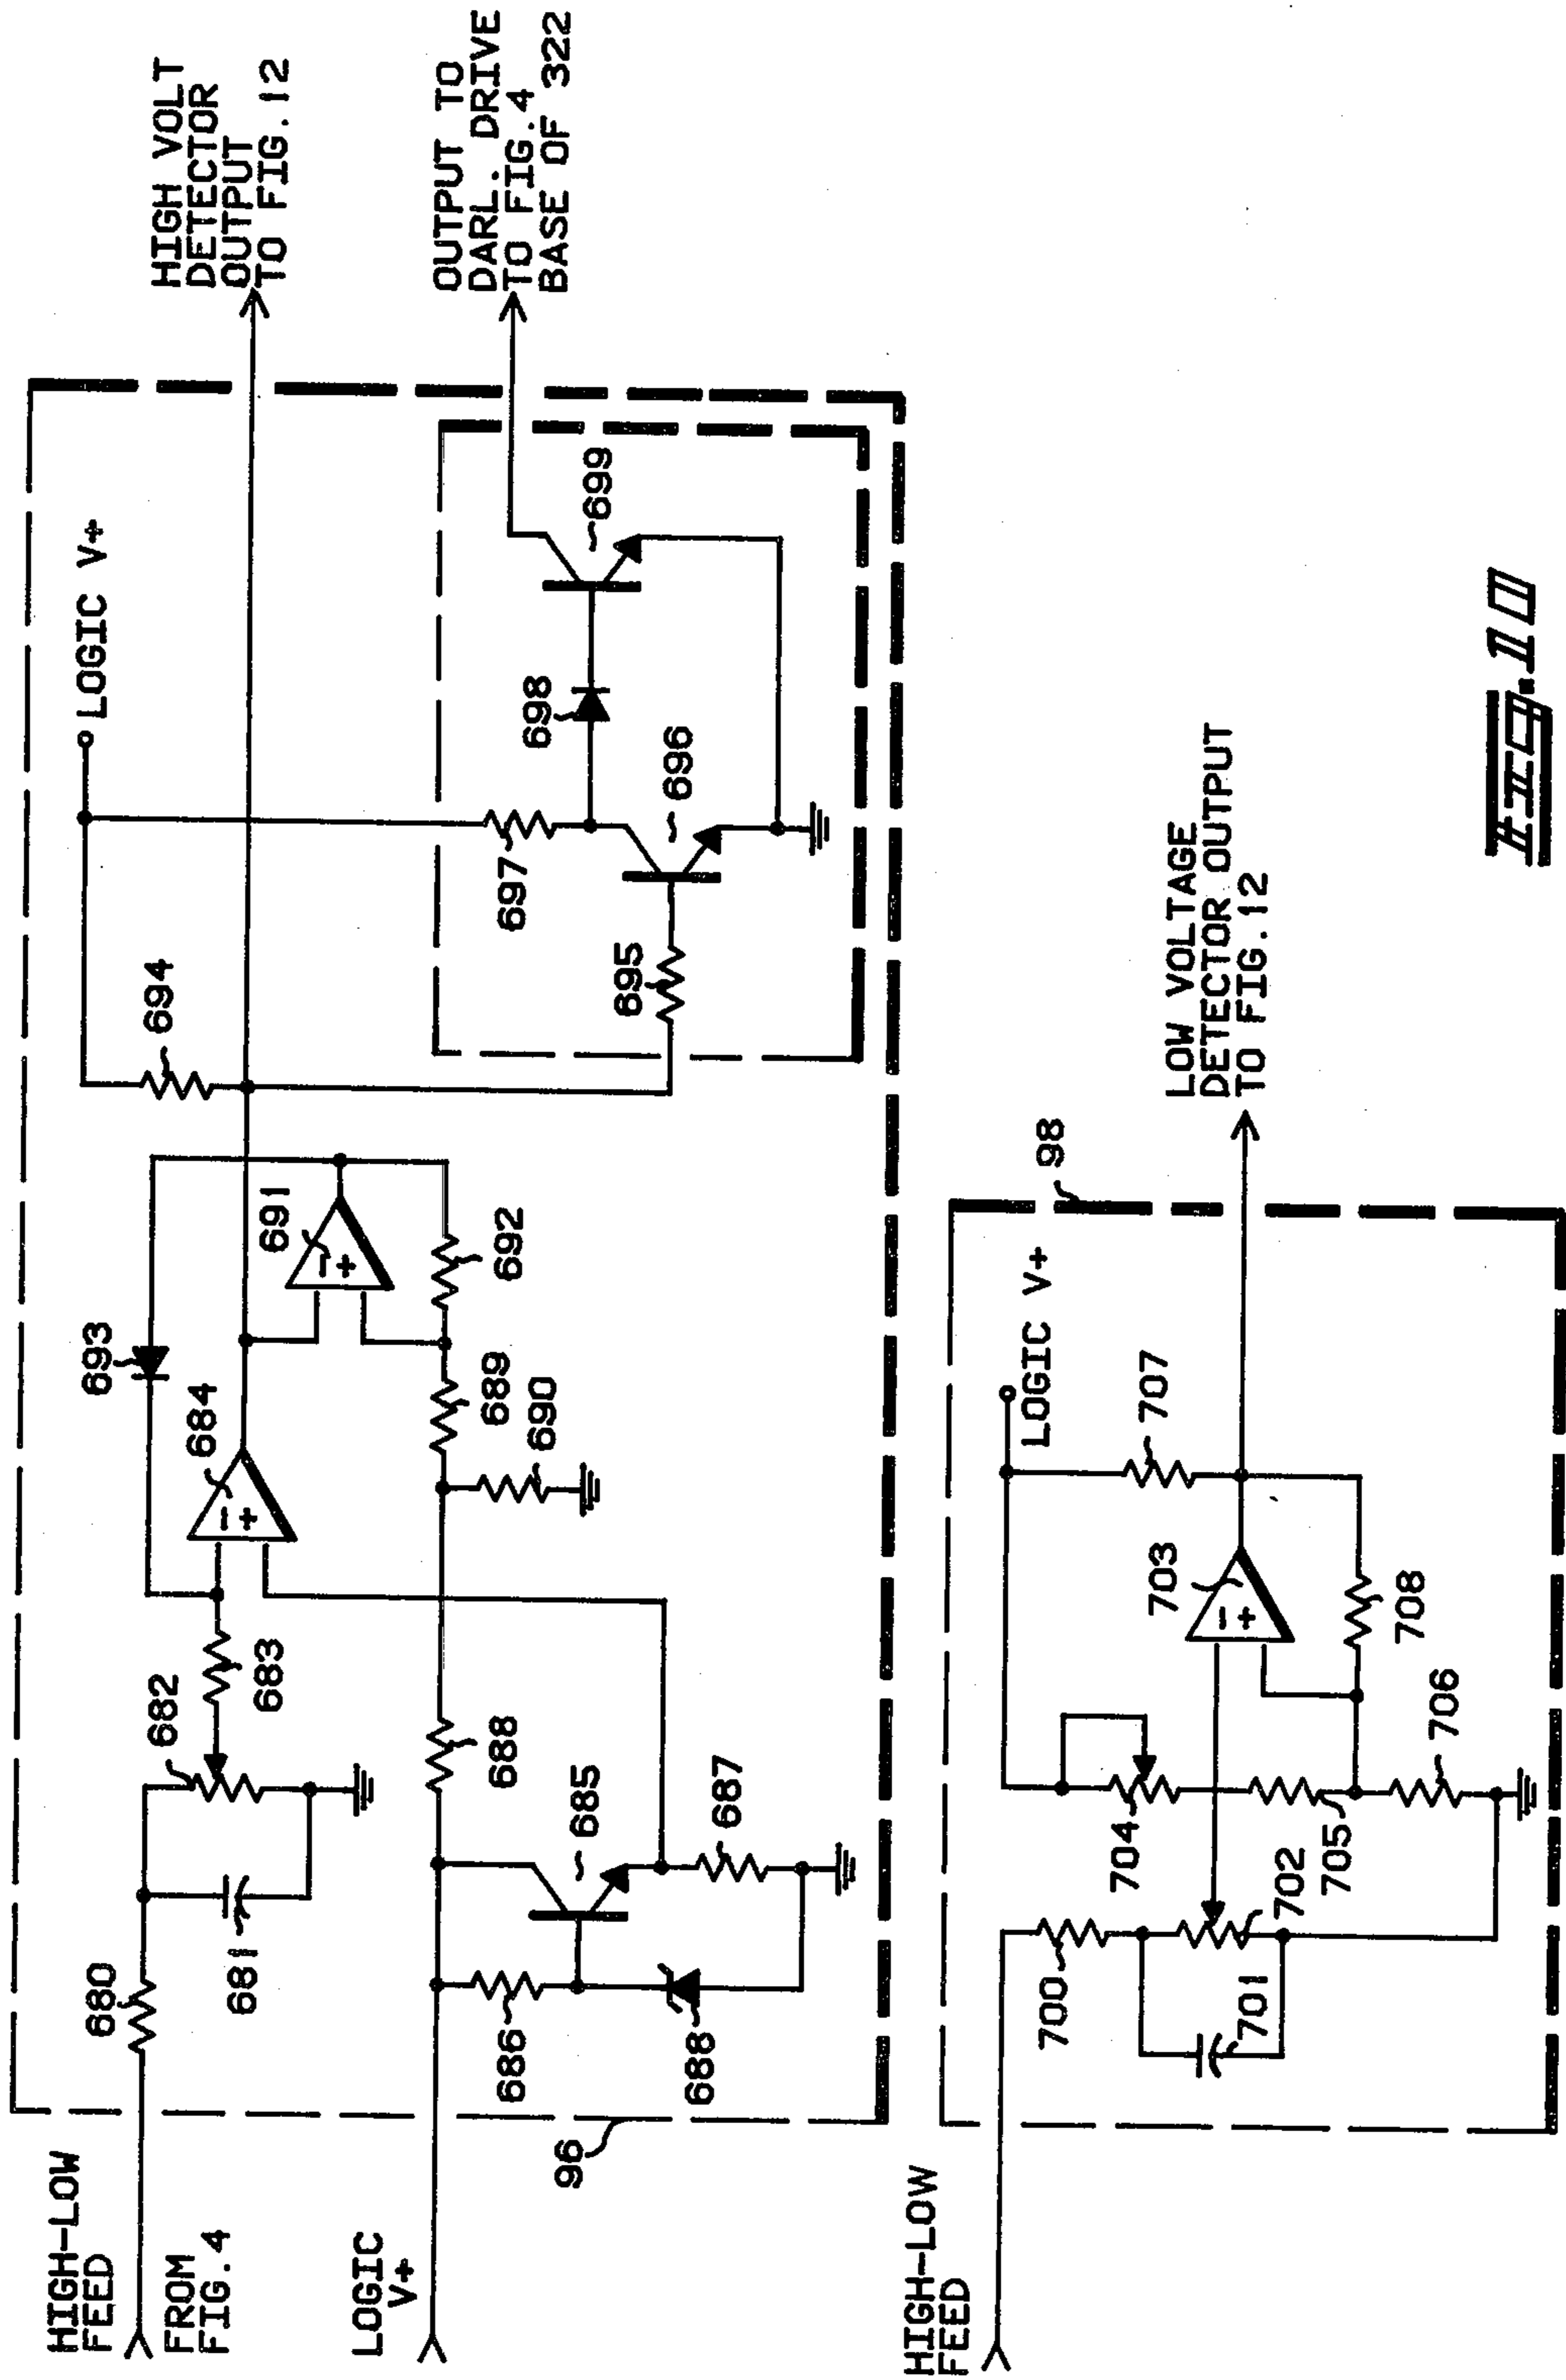 HIGH-LOW
FEED
FROM
FIG.4
680
681
682
683
684
693
691
694
LOGIC V+
HIGH VOLT
DETECTOR
OUTPUT
TO FIG.12
LOGIC
V+
686
688
685
687
688
690
689
692
695
697
696
698
699
OUTPUT TO
DARL. DRIVE
TO FIG.4
BASE OF 322
96
HIGH-LOW
FEED
700
701
702
704
705
706
703
708
707
LOGIC V+
98
LOW VOLTAGE
DETECTOR OUTPUT
TO FIG.12
Fig.10